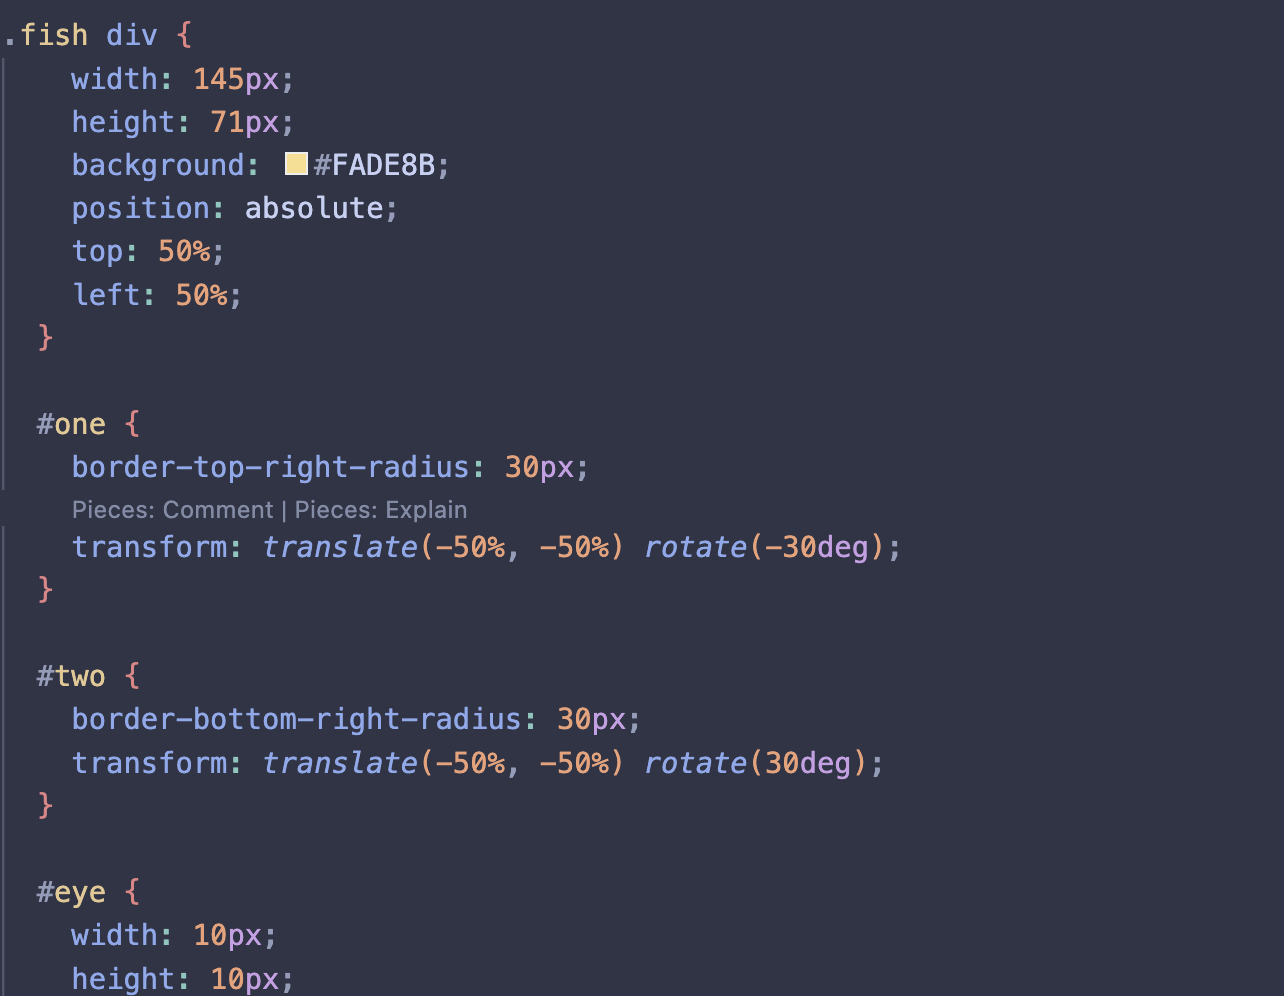 .fish div {
width: 145px;
height: 71px;
background: #FADE8B;
position: absolute;
top: 50%;
left: 50%;
}
#one {
border-top-right-radius: 30px;
Pieces: Comment | Pieces: Explain
transform: translate(-50%, -50%) rotate(-30deg);
}
#two {
border-bottom-right-radius: 30px;
transform: translate(-50%, -50%) rotate(30deg);
}
#eye {
width: 10px;
height: 10px;